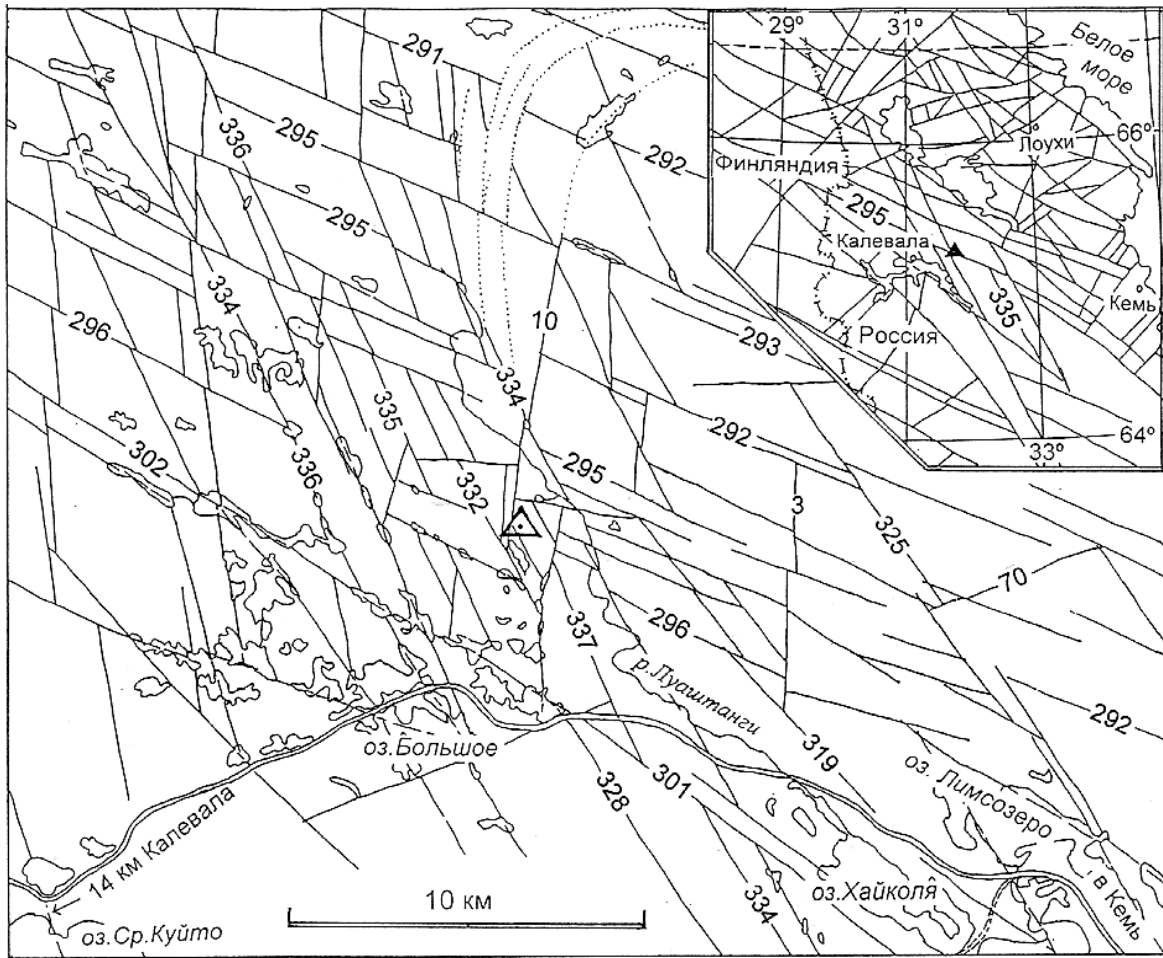 291
295
336
295
292
296
334
10
293
334
335
302
336
295
292
332
3
325
70
296
337
р.Луаштанги
292
оз.Большое
319
301
328
оз. Лимсозеро
14 км Калевала
10 км
оз.Хайколя
334
в Кемь
оз.Ср.Куйто
29°
31°
Белое
море
66°
Лоухи
Финляндия
295
Калевала
335
Кемь
Россия
64°
33°